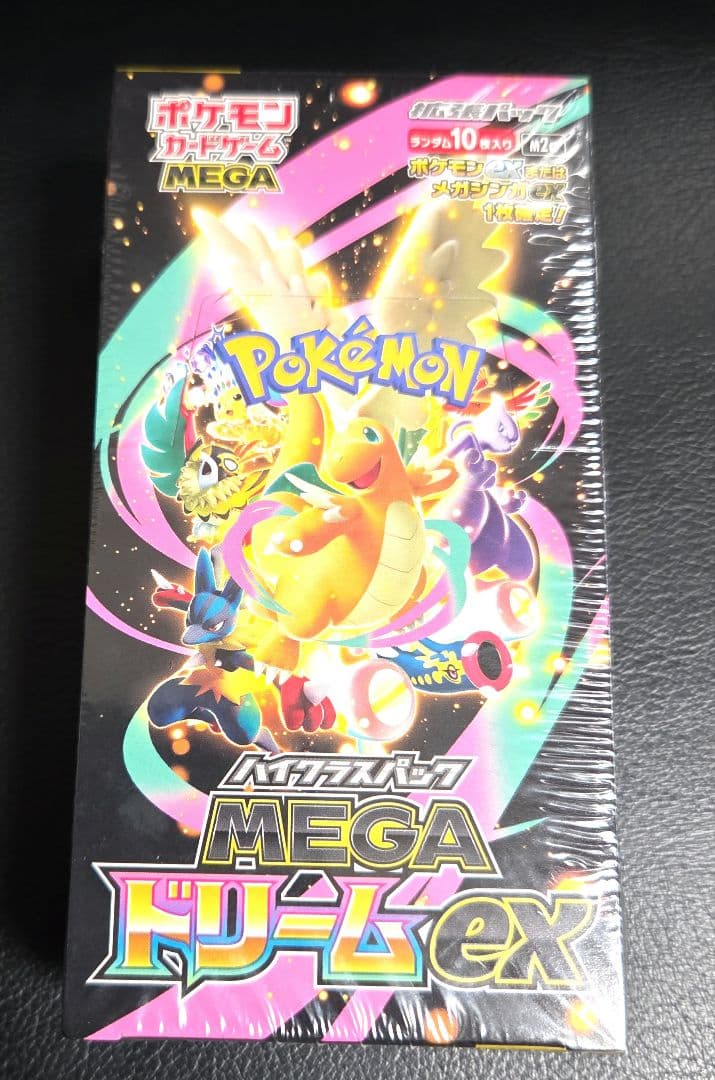 ポケモン
カードゲーム
MEGA
拡張パック
ランダム10枚入り
ポケモンexまたは
メガシンカex
1枚確定!
POKéMON
ハイクラスパック
MEGA
ドリームex